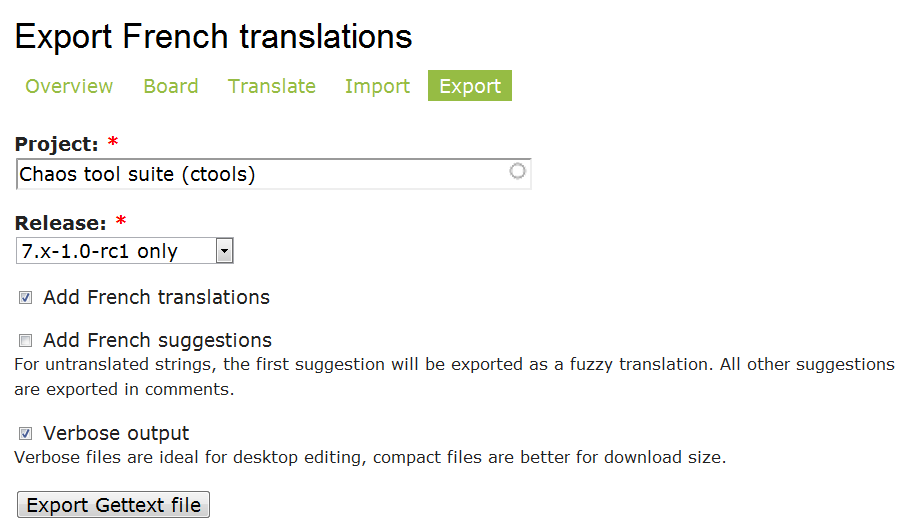 Export French translations
Overview Board Translate Import Export
Project: *
Chaos tool suite (ctools)
Release: *
7.x-1.0-rc1 only
Add French translations
Add French suggestions
For untranslated strings, the first suggestion will be exported as a fuzzy translation. All other suggestions
are exported in comments.
Verbose output
Verbose files are ideal for desktop editing, compact files are better for download size.
Export Gettext file